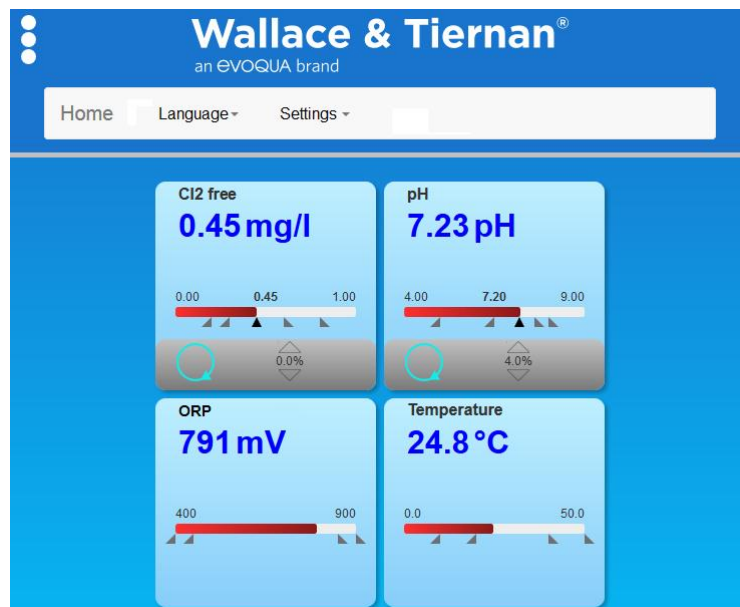 Wallace & Tiernan®
an evoqua brand
Home Language Settings
Cl2 free
0.45 mg/l
0.00 0.45 1.00
0.0%
pH
7.23 pH
4.00 7.20 9.00
4.0%
ORP
791 mV
400 900
Temperature
24.8 °C
0.0 50.0